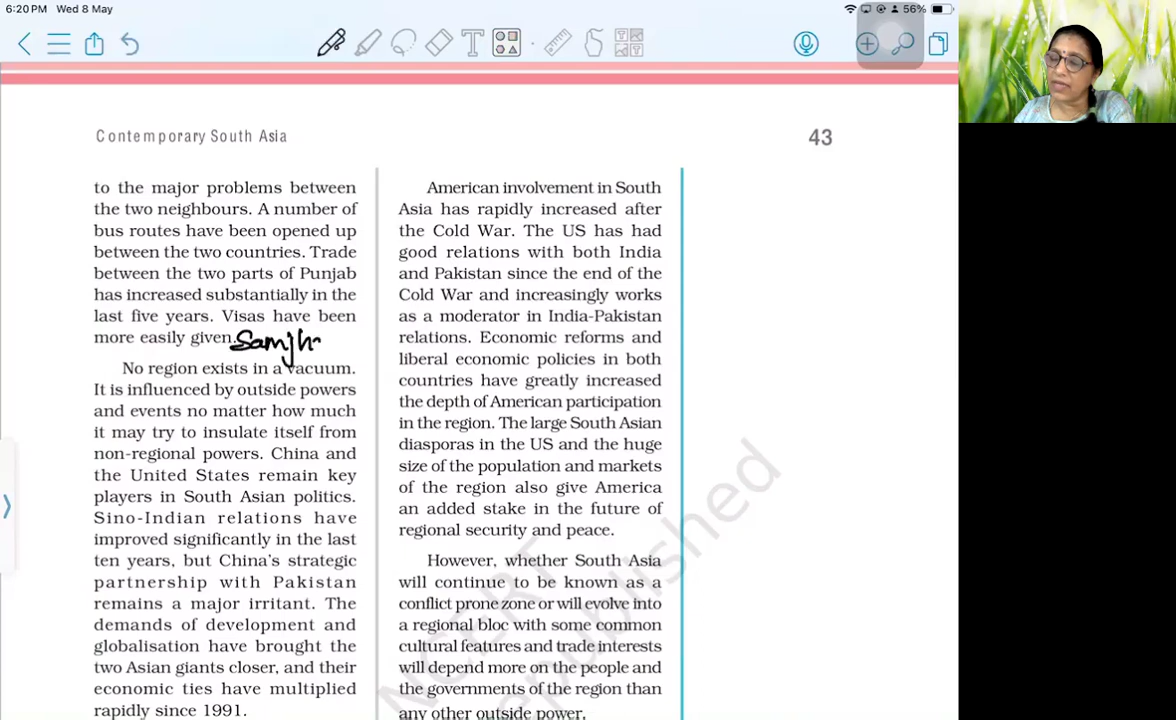 6:20 PM Wed 8 May
56%
Contemporary South Asia
43
to the major problems between
the two neighbours. A number of
bus routes have been opened up
between the two countries. Trade
between the two parts of Punjab
has increased substantially in the
last five years. Visas have been
more easily given.
Samjh
No region exists in a vacuum.
It is influenced by outside powers
and events no matter how much
it may try to insulate itself from
non-regional powers. China and
the United States remain key
players in South Asian politics.
Sino-Indian relations have
improved significantly in the last
ten years, but China's strategic
partnership with Pakistan
remains a major irritant. The
demands of development and
globalisation have brought the
two Asian giants closer, and their
economic ties have multiplied
rapidly since 1991.
American involvement in South
Asia has rapidly increased after
the Cold War. The US has had
good relations with both India
and Pakistan since the end of the
Cold War and increasingly works
as a moderator in India-Pakistan
relations. Economic reforms and
liberal economic policies in both
countries have greatly increased
the depth of American participation
in the region. The large South Asian
diasporas in the US and the huge
size of the population and markets
of the region also give America
an added stake in the future of
regional security and peace.
However, whether South Asia
will continue to be known as a
conflict prone zone or will evolve into
a regional bloc with some common
cultural features and trade interests
will depend more on the people and
the governments of the region than
any other outside power.
NCERT
republished